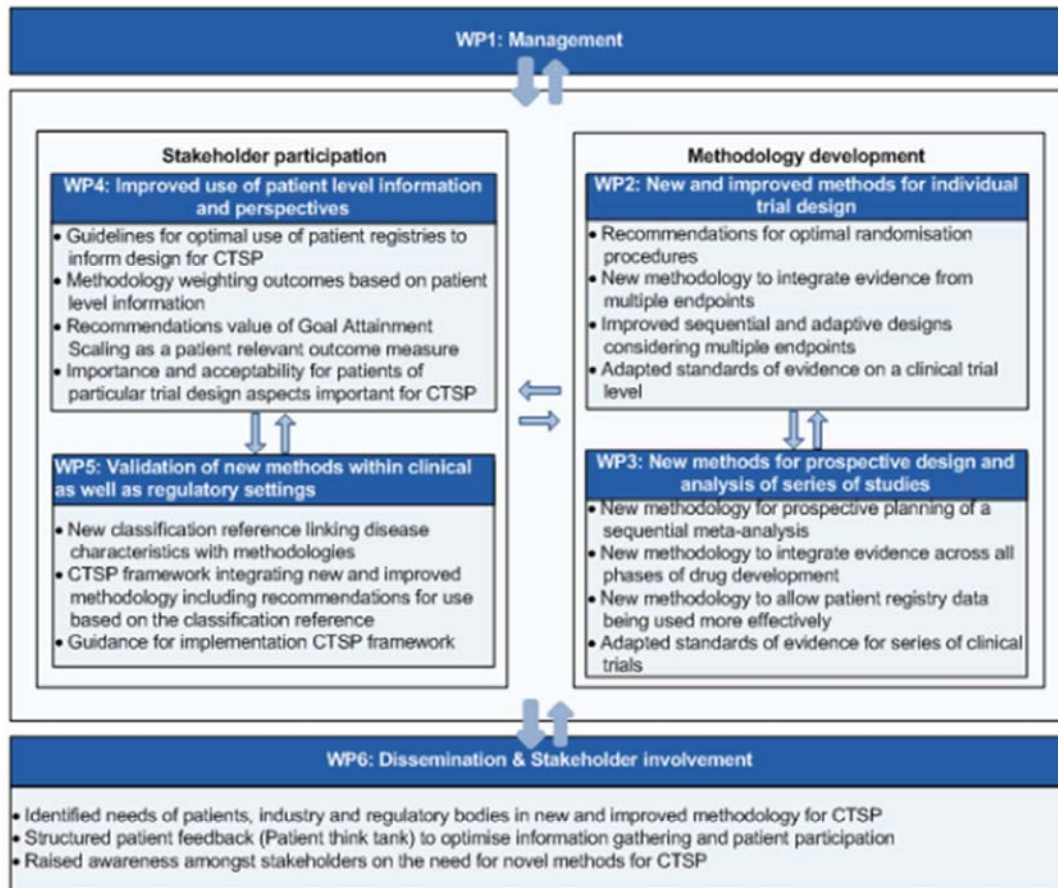 WP1: Management
Stakeholder participation
WP4: Improved use of patient level information
and perspectives
• Guidelines for optimal use of patient registries to
inform design for CTSP
• Methodology weighting outcomes based on patient
level information
• Recommendations value of Goal Attainment
Scaling as a patient relevant outcome measure
• Importance and acceptability for patients of
particular trial design aspects important for CTSP
WP5: Validation of new methods within clinical
as well as regulatory settings
• New classification reference linking disease
characteristics with methodologies
• CTSP framework integrating new and improved
methodology including recommendations for use
based on the classification reference
• Guidance for implementation CTSP framework
Methodology development
WP2: New and improved methods for individual
trial design
• Recommendations for optimal randomisation
procedures
• New methodology to integrate evidence from
multiple endpoints
• Improved sequential and adaptive designs
considering multiple endpoints
• Adapted standards of evidence on a clinical trial
level
WP3: New methods for prospective design and
analysis of series of studies
• New methodology for prospective planning of a
sequential meta-analysis
• New methodology to integrate evidence across all
phases of drug development
• New methodology to allow patient registry data
being used more effectively
• Adapted standards of evidence for series of clinical
trials
WP6: Dissemination & Stakeholder involvement
• Identified needs of patients, industry and regulatory bodies in new and improved methodology for CTSP
• Structured patient feedback (Patient think tank) to optimise information gathering and patient participation
• Raised awareness amongst stakeholders on the need for novel methods for CTSP